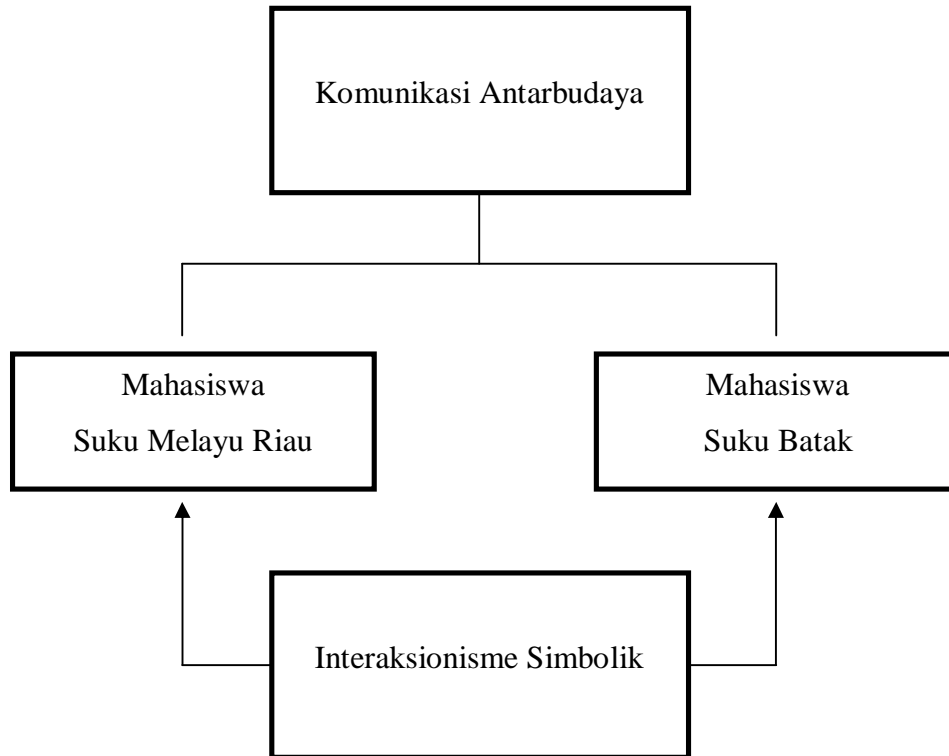 Komunikasi Antarbudaya
Mahasiswa
Suku Melayu Riau
Mahasiswa
Suku Batak
Interaksionisme Simbolik